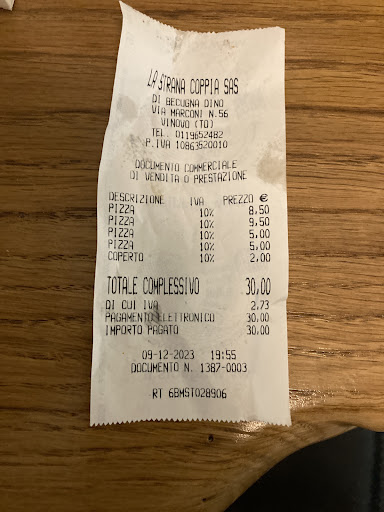 LA STRANA COPPIA SAS
DI BECUGNA DINO
VIA MARCONI N.56
VINOVO (TO)
TEL. 0119652482
P.IVA 10863520010
DOCUMENTO COMMERCIALE
DI VENDITA O PRESTAZIONE
DESCRIZIONE IVA PREZZO €
PIZZA 10% 8,50
PIZZA 10% 9,50
PIZZA 10% 5,00
PIZZA 10% 5,00
COPERTO 10% 2,00
TOTALE COMPLESSIVO 30,00
DI CUI IVA 2,73
PAGAMENTO ELETTRONICO 30,00
IMPORTO PAGATO 30,00
09-12-2023 19:55
DOCUMENTO N. 1387-0003
RT 6BMST028906